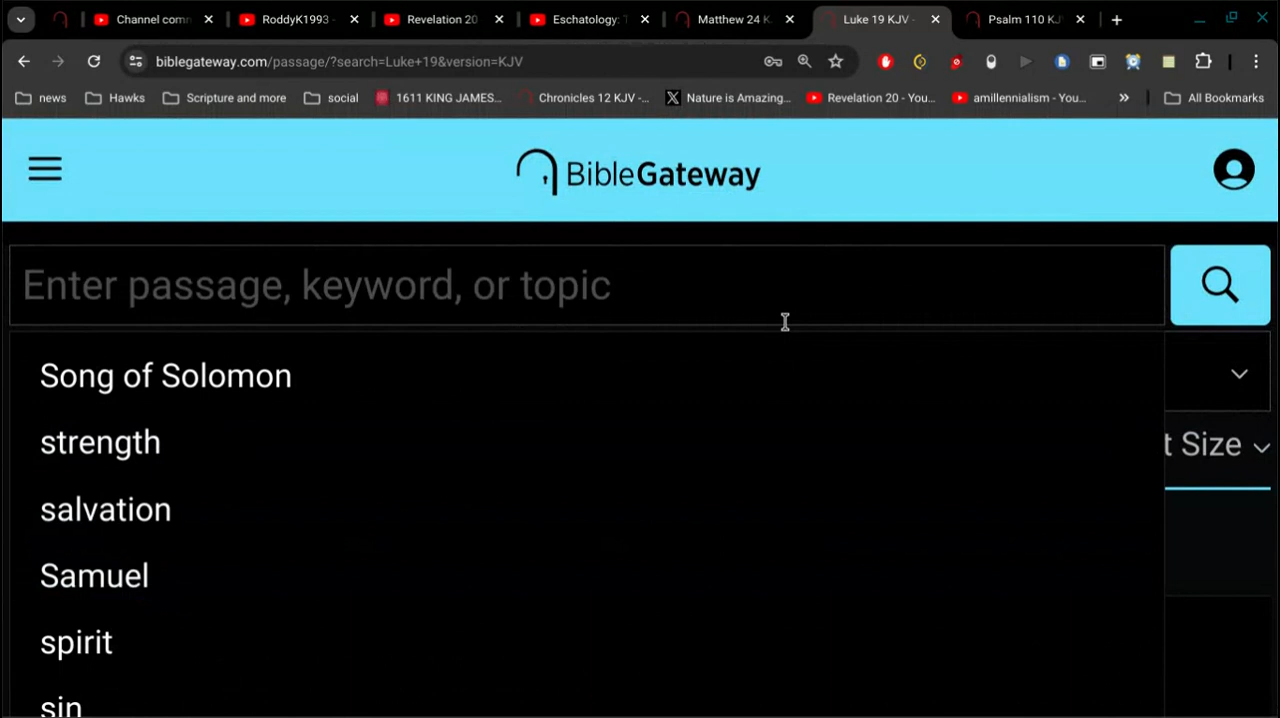 Channel com
RoddyK1993 -
Revelation 20
Eschatology: T
Matthew 24 K
Luke 19 KJV -
Psalm 110 KJ
biblegateway.com/passage/?search=Luke+19&version=KJV
news
Hawks
Scripture and more
social
1611 KING JAMES...
Chronicles 12 KJV -...
Nature is Amazing...
Revelation 20 - You...
amillennialism - You...
All Bookmarks
BibleGateway
Enter passage, keyword, or topic
Song of Solomon
strength
t Size
salvation
Samuel
spirit
sin